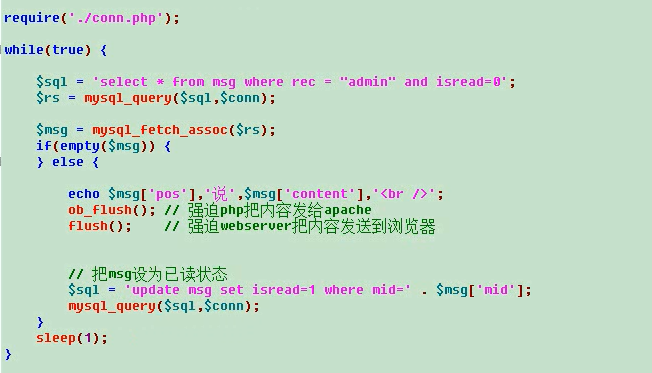 require('./conn.php');
while(true) {
$sql = 'select * from msg where rec = "admin" and isread=0';
$rs = mysql_query($sql,$conn);
$msg = mysql_fetch_assoc($rs);
if(empty($msg)) {
} else {
echo $msg['pos'],'说',$msg['content'],'<br />';
ob_flush(); // 强迫php把内容发给apache
flush(); // 强迫webserver把内容发送到浏览器
// 把msg设为已读状态
$sql = 'update msg set isread=1 where mid=' . $msg['mid'];
mysql_query($sql,$conn);
}
sleep(1);
}